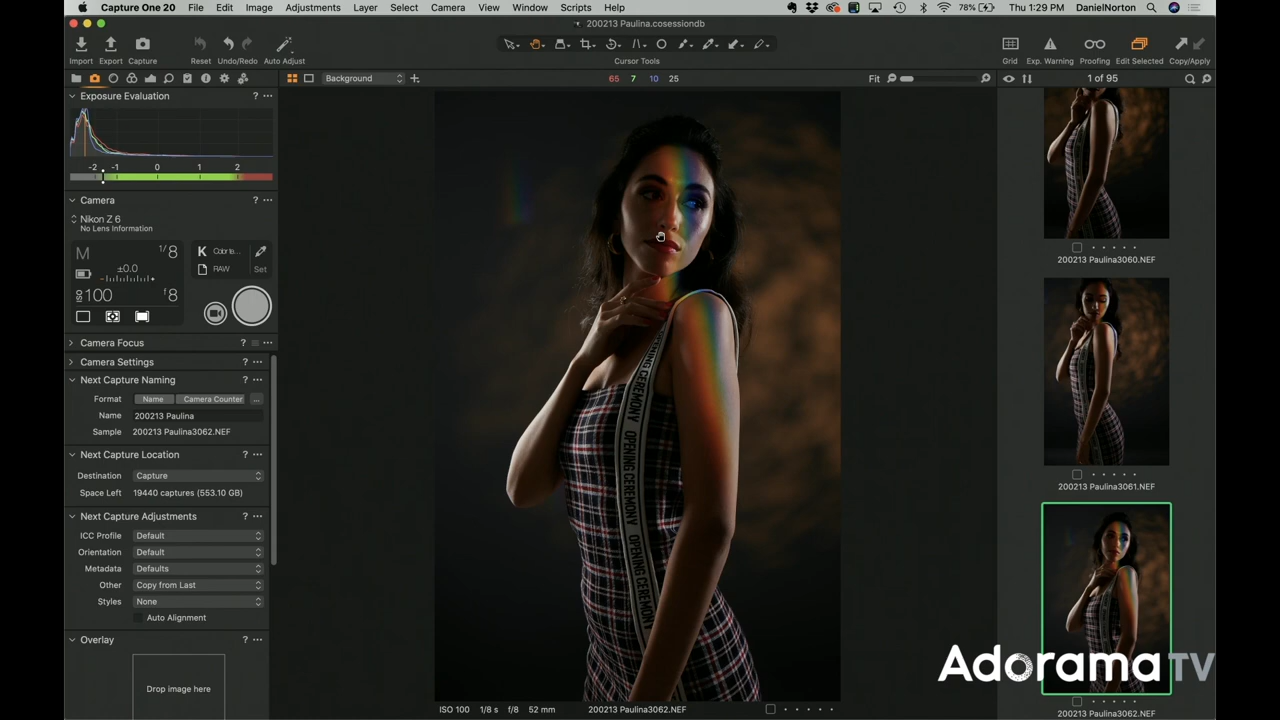 Capture One 20 File Edit Image Adjustments Layer Select Camera View Window Scripts Help 78% Thu 1:29 PM DanielNorton
200213 Paulina.cosessiondb
Import Export Capture Reset Undo/Redo Auto Adjust Cursor Tools Grid Exp. Warning Proofing Edit Selected Copy/Apply
Background 65 7 10 25 Fit 1 of 95
Exposure Evaluation ? ...
-2 -1 0 1 2
Camera ? ...
Nikon Z 6
No Lens Information
M 1/8
K Color te...
±0.0
RAW Set
ISO 100 f8
Camera Focus ? ...
Camera Settings ? ...
Next Capture Naming ? ...
Format Name Camera Counter ...
Name 200213 Paulina
Sample 200213 Paulina3062.NEF
Next Capture Location ? ...
Destination Capture
Space Left 19440 captures (553.10 GB)
Next Capture Adjustments ? ...
ICC Profile Default
Orientation Default
Metadata Defaults
Other Copy from Last
Styles None
Auto Alignment
Overlay ? ...
Drop image here
OPENING CEREMONY
OPENING CEREMONY
OPENING CEREMONY
ISO 100 1/8 s f/8 52 mm 200213 Paulina3062.NEF
200213 Paulina3060.NEF
200213 Paulina3061.NEF
200213 Paulina3062.NEF
Adorama TV